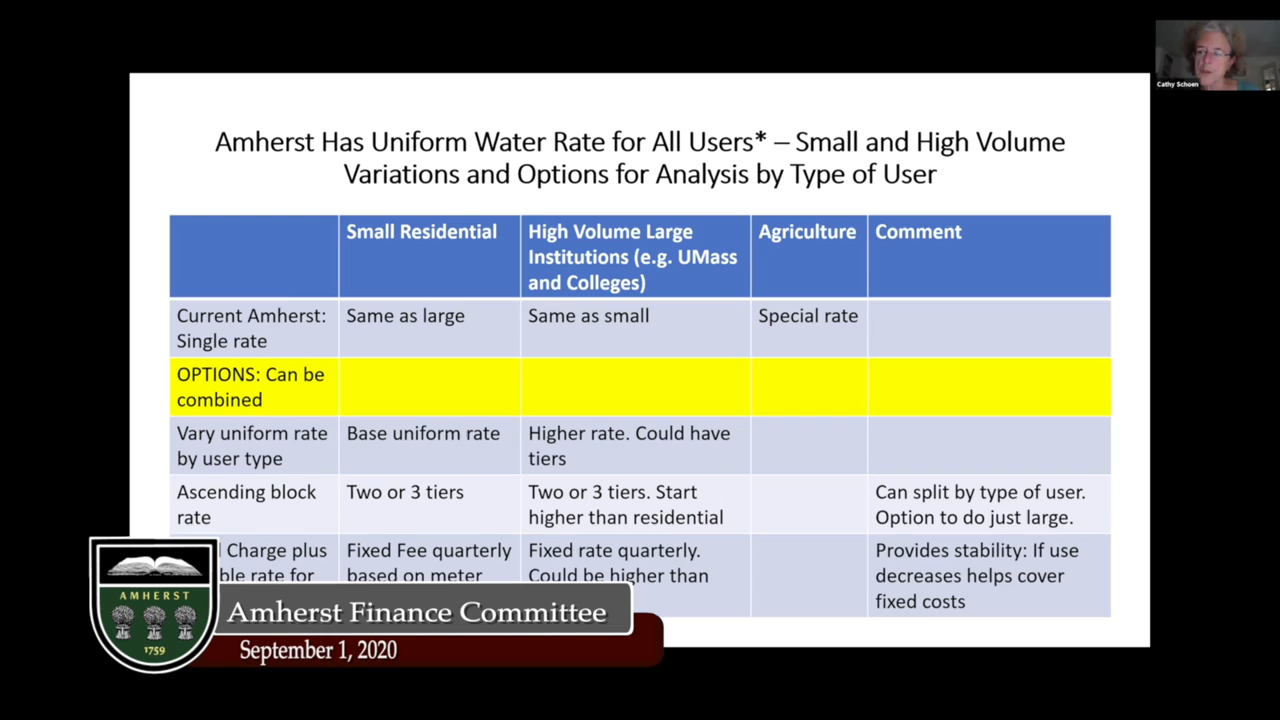 Cathy Schoen
Amherst Has Uniform Water Rate for All Users* – Small and High Volume
Variations and Options for Analysis by Type of User
Small Residential
High Volume Large
Institutions (e.g. UMass
and Colleges)
Agriculture
Comment
Current Amherst:
Single rate
Same as large
Same as small
Special rate
OPTIONS: Can be
combined
Vary uniform rate
by user type
Base uniform rate
Higher rate. Could have
tiers
Ascending block
rate
Two or 3 tiers
Two or 3 tiers. Start
higher than residential
Can split by type of user.
Option to do just large.
Charge plus
rate for
Fixed Fee quarterly
based on meter
Fixed rate quarterly.
Could be higher than
Provides stability: If use
decreases helps cover
fixed costs
AMHERST
1759
Amherst Finance Committee
September 1, 2020